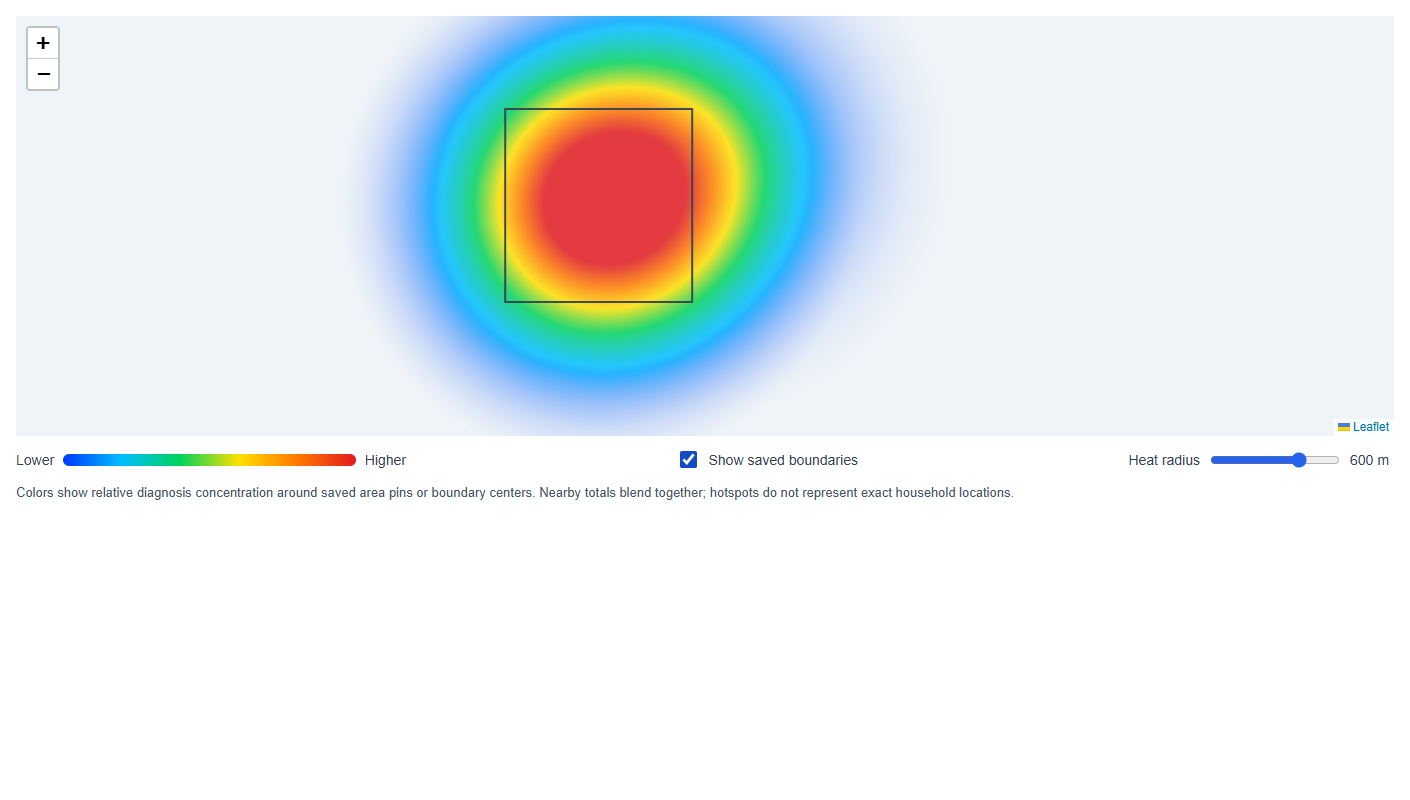 +
−
Leaflet
Lower Higher Show saved boundaries Heat radius 600 m
Colors show relative diagnosis concentration around saved area pins or boundary centers. Nearby totals blend together; hotspots do not represent exact household locations.